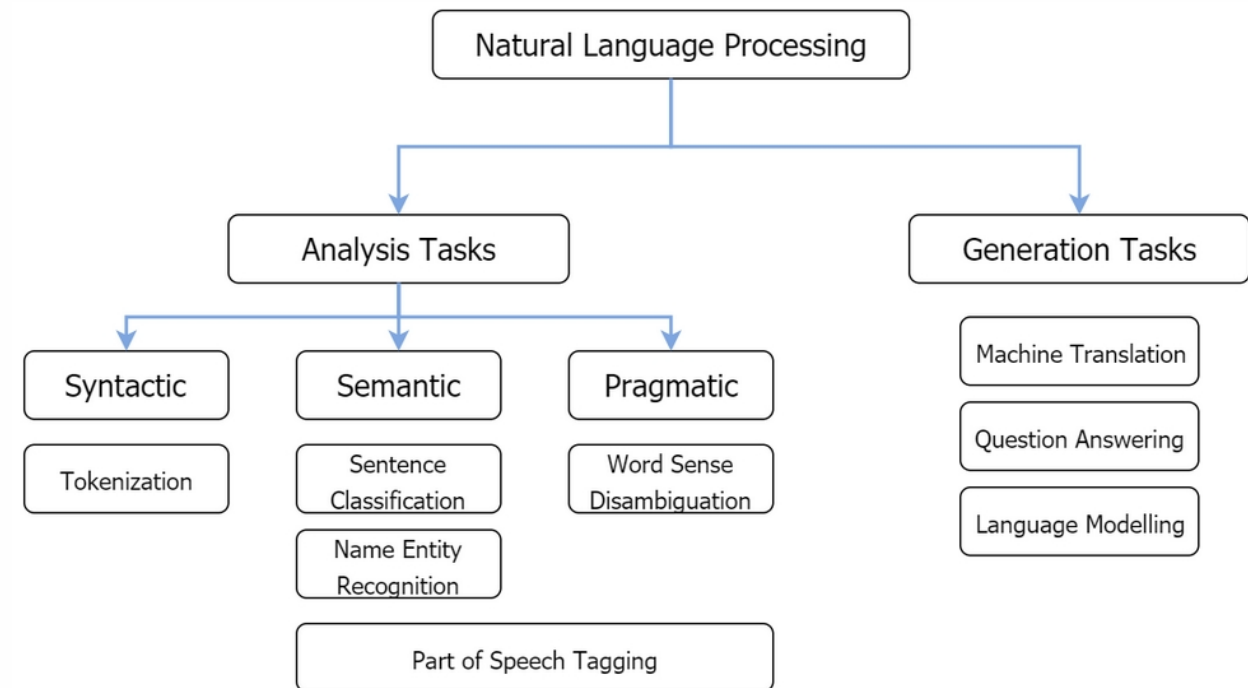 Natural Language Processing
Analysis Tasks
Generation Tasks
Syntactic
Semantic
Pragmatic
Tokenization
Sentence
Classification
Name Entity
Recognition
Word Sense
Disambiguation
Part of Speech Tagging
Machine Translation
Question Answering
Language Modelling